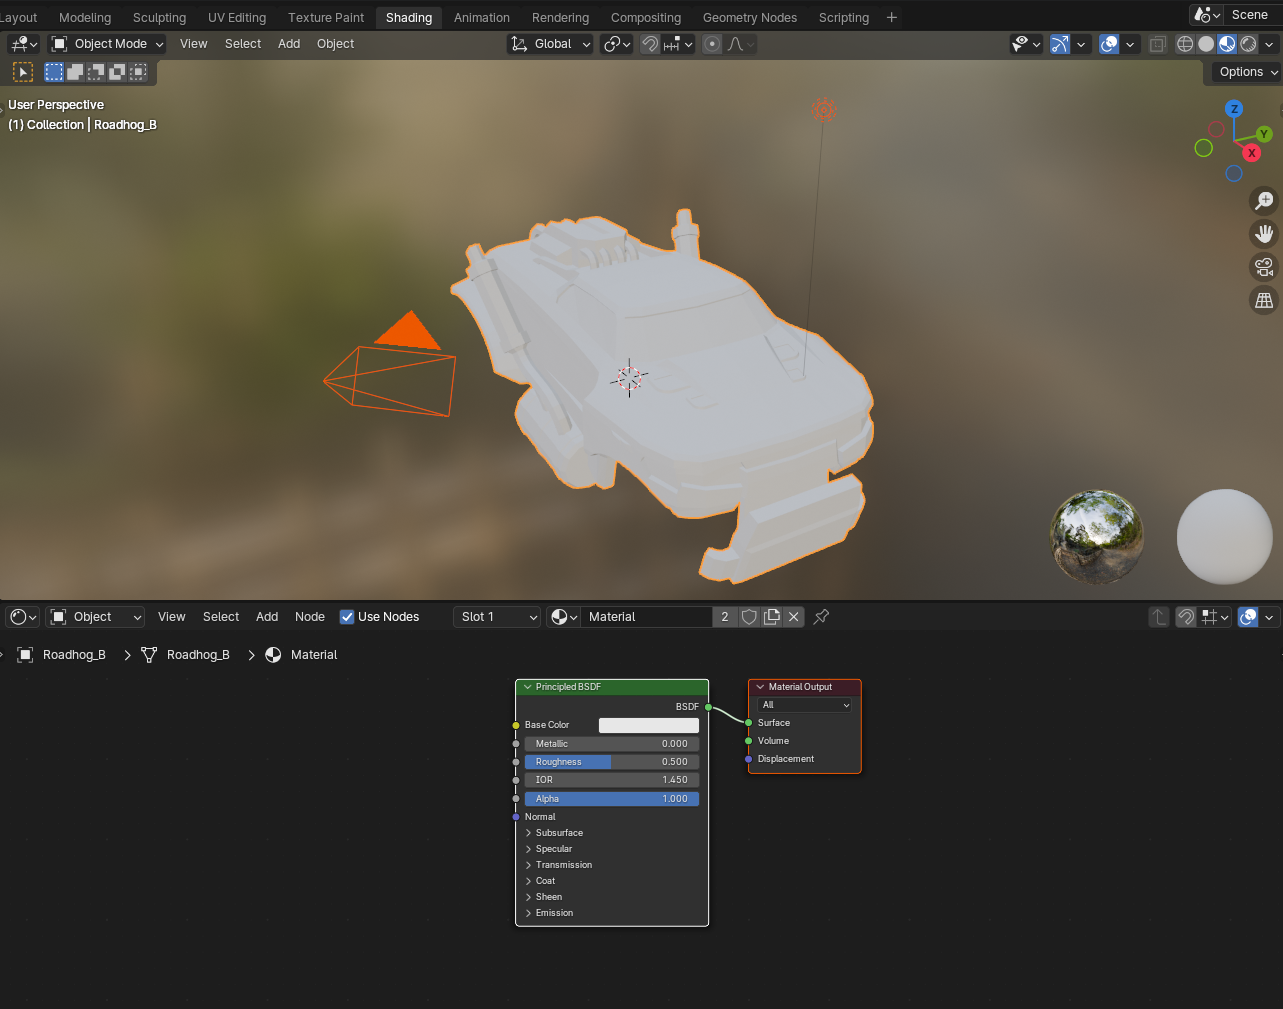 Layout Modeling Sculpting UV Editing Texture Paint Shading Animation Rendering Compositing Geometry Nodes Scripting + Scene
Object Mode View Select Add Object Global
Options
User Perspective
(1) Collection | Roadhog_B
Z
Y
X
Object View Select Add Node Use Nodes Slot 1 Material 2
Roadhog_B > Roadhog_B > Material
Principled BSDF
BSDF
Base Color
Metallic 0.000
Roughness 0.500
IOR 1.450
Alpha 1.000
Normal
Subsurface
Specular
Transmission
Coat
Sheen
Emission
Material Output
All
Surface
Volume
Displacement